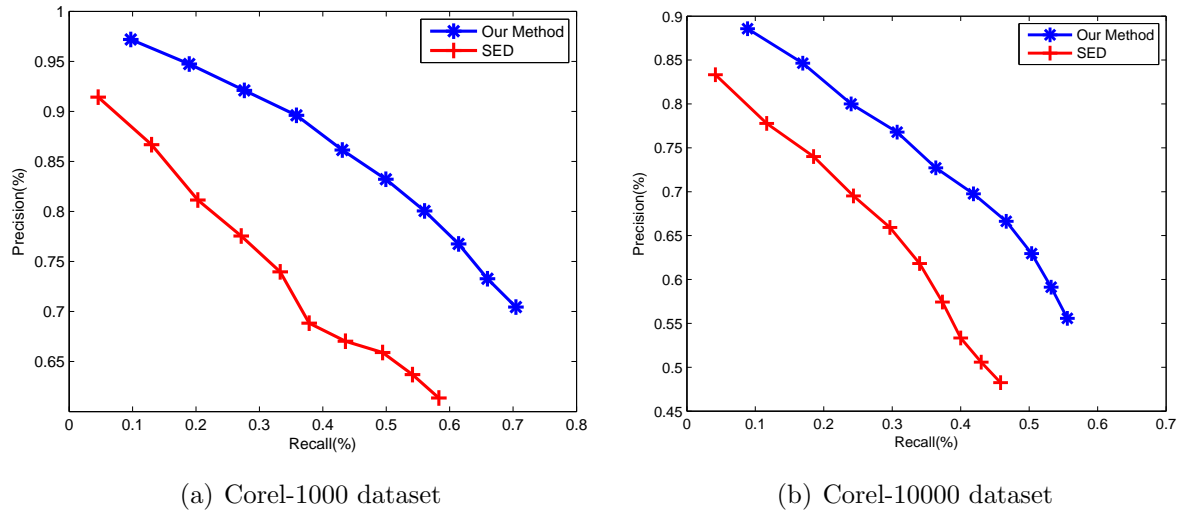 1
0.95
0.9
0.85
0.8
0.75
0.7
0.65
Precision(%)
0 0.1 0.2 0.3 0.4 0.5 0.6 0.7 0.8
Recall(%)
Our Method
SED
(a) Corel-1000 dataset
0.9
0.85
0.8
0.75
0.7
0.65
0.6
0.55
0.5
0.45
Precision(%)
0 0.1 0.2 0.3 0.4 0.5 0.6 0.7
Recall(%)
Our Method
SED
(b) Corel-10000 dataset